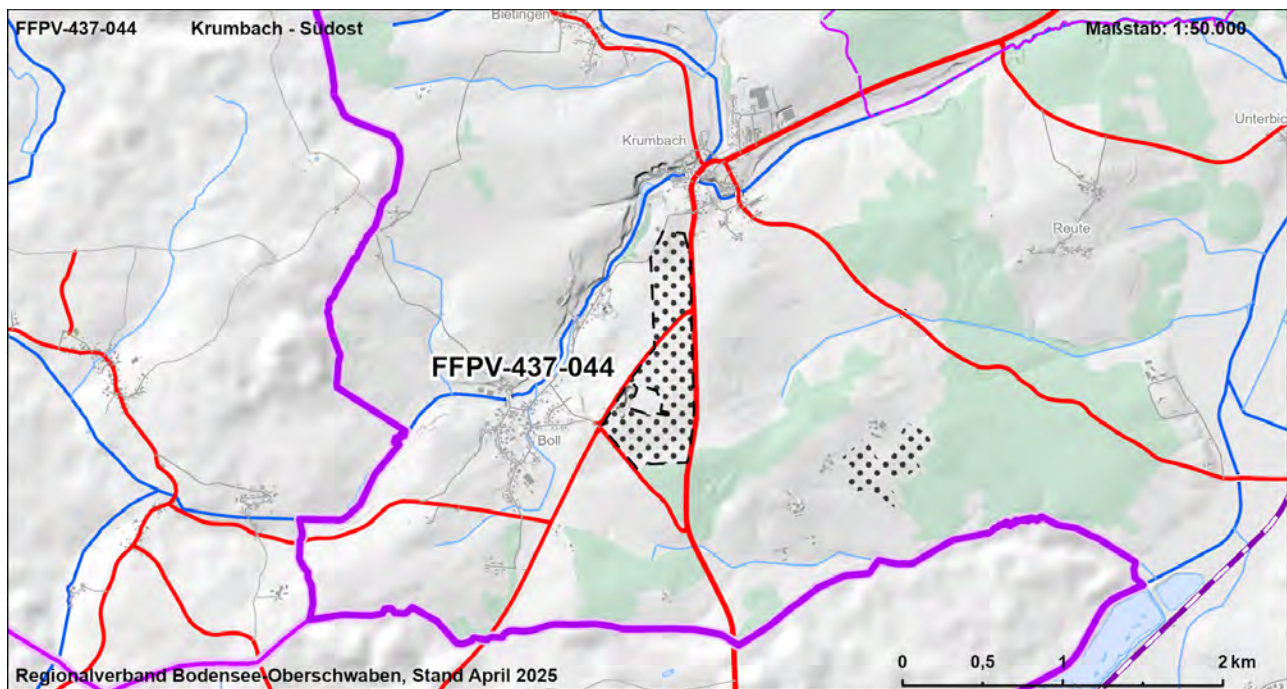 FFPV-437-044 Krumbach - Südost Maßstab: 1:50.000
Bietingen
Krumbach
Unterbic
Reute
FFPV-437-044
Boll
0 0,5 1 2 km
Regionalverband Bodensee-Oberschwaben, Stand April 2025